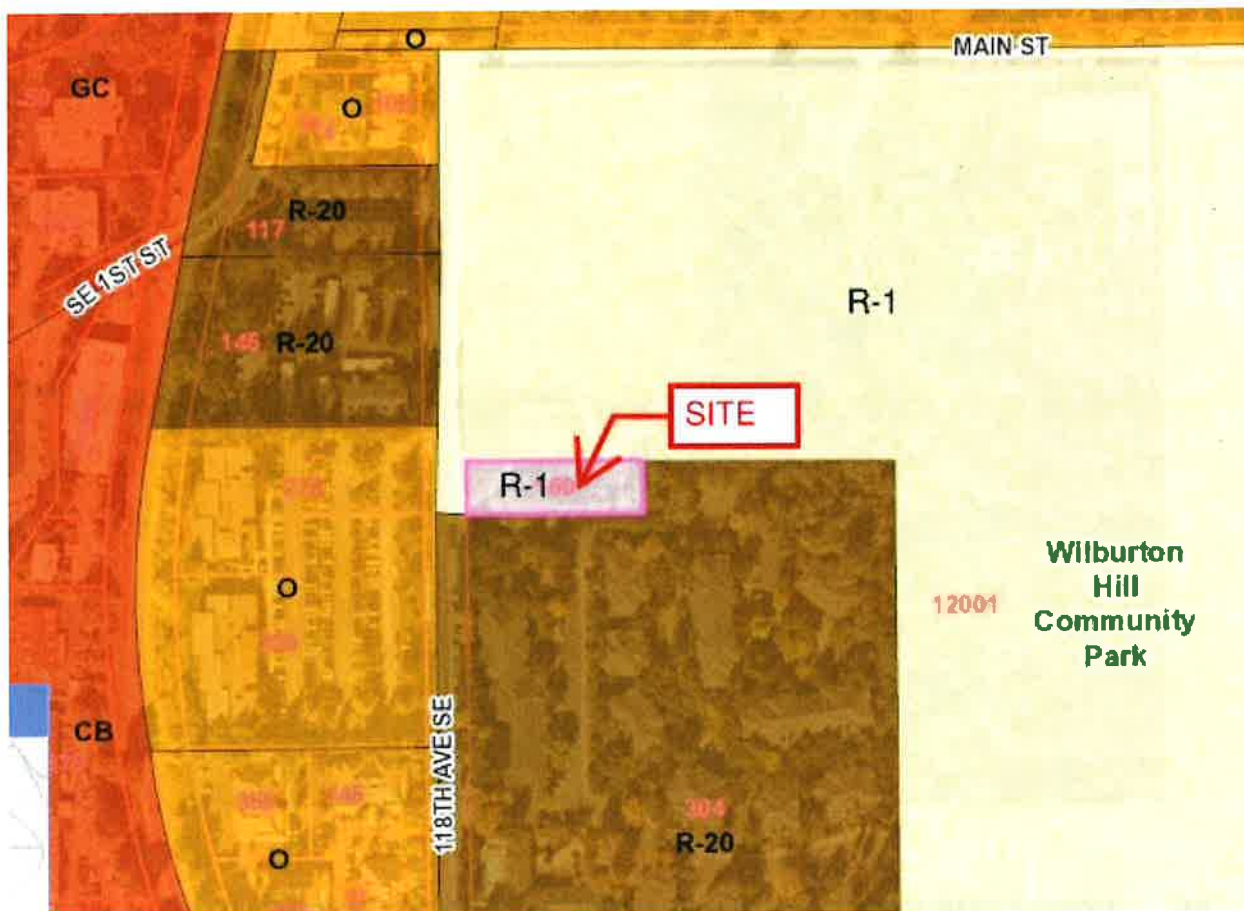 O
MAIN ST
GC
O
R-20
117
SE 1ST ST
R-1
146 R-20
SITE
R-1
O
Wilburton
Hill
Community
Park
12001
CB
118TH AVE SE
304
R-20
O